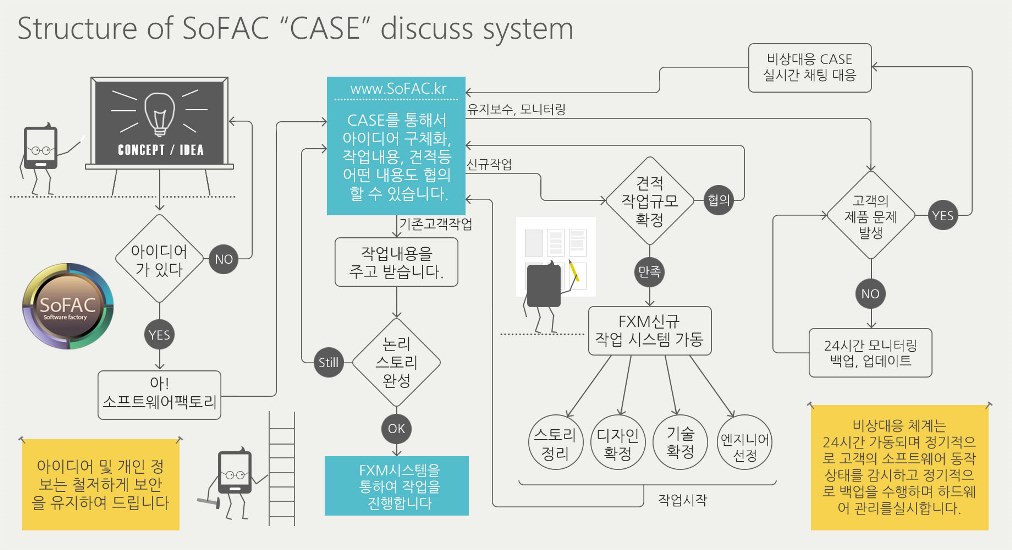 Structure of SoFAC “CASE” discuss system
CONCEPT / IDEA
아이디어
가 있다
NO
YES
아!
소프트웨어팩토리
SoFAC
Software factory
아이디어 및 개인 정
보는 철저하게 보안
을 유지하여 드립니다
www.SoFAC.kr
CASE를 통해서
아이디어 구체화,
작업내용, 견적등
어떤 내용도 협의
할 수 있습니다.
기존고객작업
작업내용을
주고 받습니다.
논리
스토리
완성
Still
OK
FXM시스템을
통하여 작업을
진행합니다
유지보수, 모니터링
신규작업
견적
작업규모
확정
협의
만족
FXM신규
작업 시스템 가동
스토리
정리
디자인
확정
기술
확정
엔지니어
선정
작업시작
비상대응 CASE
실시간 채팅 대응
고객의
제품 문제
발생
YES
NO
24시간 모니터링
백업, 업데이트
비상대응 체계는
24시간 가동되며 정기적으
로 고객의 소프트웨어 동작
상태를 감시하고 정기적으
로 백업을 수행하며 하드웨
어 관리를실시합니다.